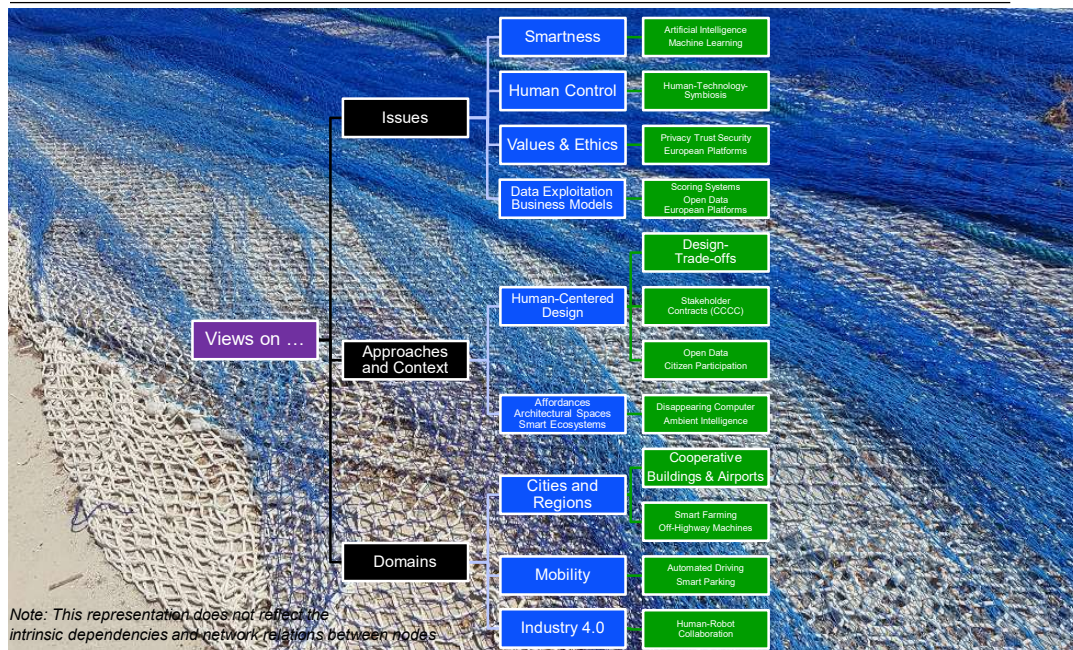 Views on …
Issues
Smartness
Artificial Intelligence
Machine Learning
Human Control
Human-Technology-
Symbiosis
Values & Ethics
Privacy Trust Security
European Platforms
Data Exploitation
Business Models
Scoring Systems
Open Data
European Platforms
Approaches
and Context
Human-Centered
Design
Design-
Trade-offs
Stakeholder
Contracts (CCCC)
Open Data
Citizen Participation
Affordances
Architectural Spaces
Smart Ecosystems
Disappearing Computer
Ambient Intelligence
Domains
Cities and
Regions
Cooperative
Buildings & Airports
Smart Farming
Off-Highway Machines
Mobility
Automated Driving
Smart Parking
Industry 4.0
Human-Robot
Collaboration
Note: This representation does not reflect the
intrinsic dependencies and network relations between nodes